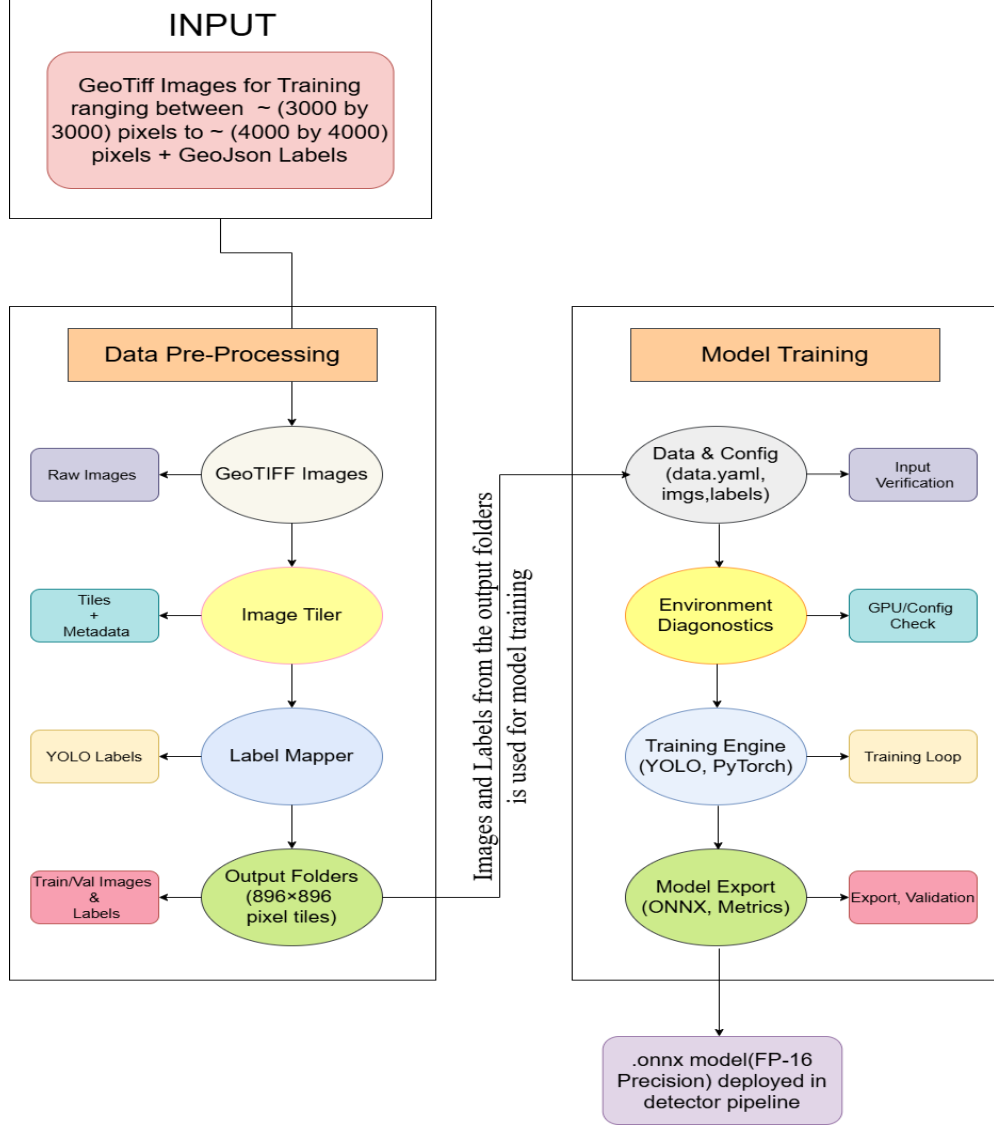 INPUT
GeoTiff Images for Training
ranging between ~ (3000 by
3000) pixels to ~ (4000 by 4000)
pixels + GeoJson Labels
Data Pre-Processing
GeoTIFF Images
Raw Images
Image Tiler
Tiles
+
Metadata
Label Mapper
YOLO Labels
Output Folders
(896×896
pixel tiles)
Train/Val Images
&
Labels
Images and Labels from the output folders
is used for model training
Model Training
Data & Config
(data.yaml,
imgs,labels)
Input
Verification
Environment
Diagonostics
GPU/Config
Check
Training Engine
(YOLO, PyTorch)
Training Loop
Model Export
(ONNX, Metrics)
Export, Validation
.onnx model(FP-16
Precision) deployed in
detector pipeline